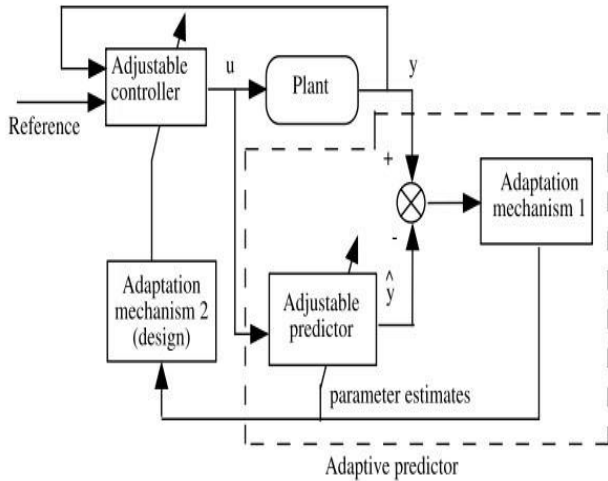 Adjustable
controller
u
Plant
y
Reference
+
Adaptation
mechanism 1
-
^
y
Adaptation
mechanism 2
(design)
Adjustable
predictor
parameter estimates
Adaptive predictor